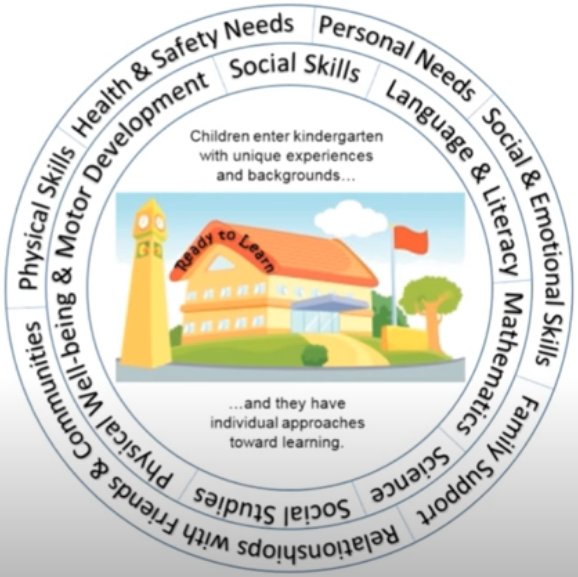 Health & Safety Needs
Personal Needs
Social & Emotional Skills
Family Support
Relationshiops with Friends & Communities
Physical Skills
Social Skills
Language & Literacy
Mathematics
Science
Social Studies
Physical Well-being & Motor Development
Children enter kindergarten
with unique experiences
and backgrounds...
Ready to Learn
...and they have
individual approaches
toward learning.